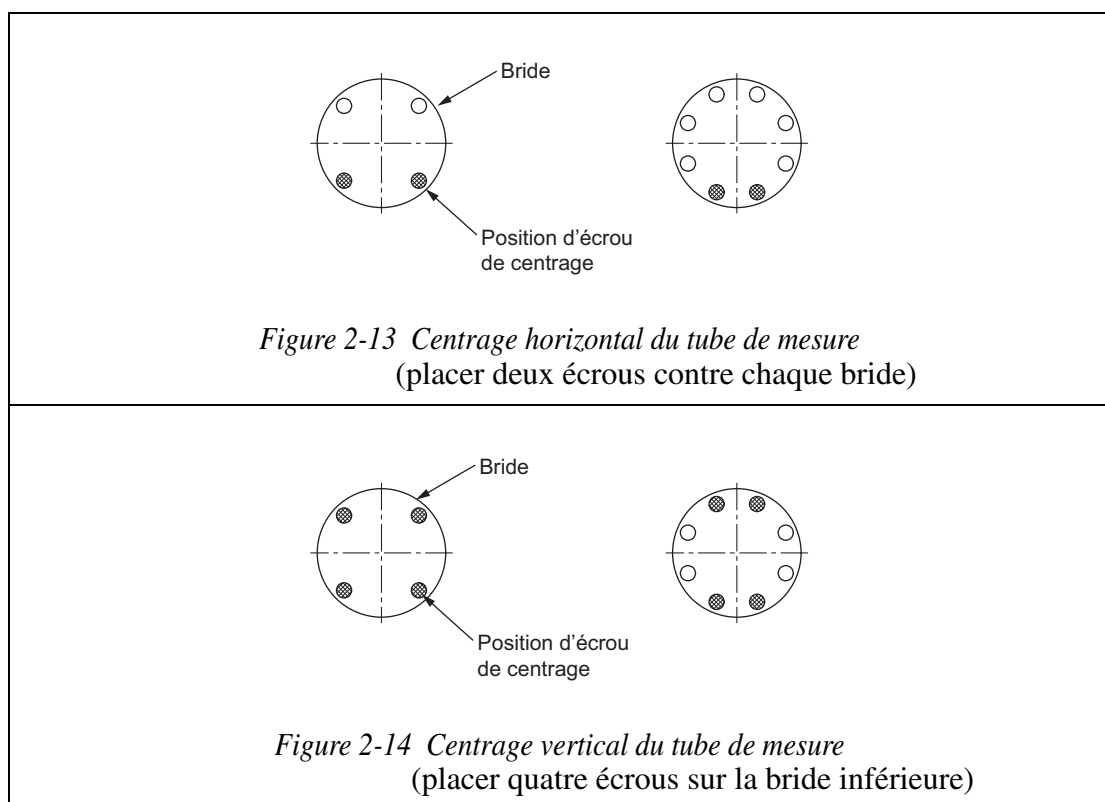 Bride
Position d'écrou
de centrage
Figure 2-13 Centrage horizontal du tube de mesure
(placer deux écrous contre chaque bride)
Bride
Position d'écrou
de centrage
Figure 2-14 Centrage vertical du tube de mesure
(placer quatre écrous sur la bride inférieure)